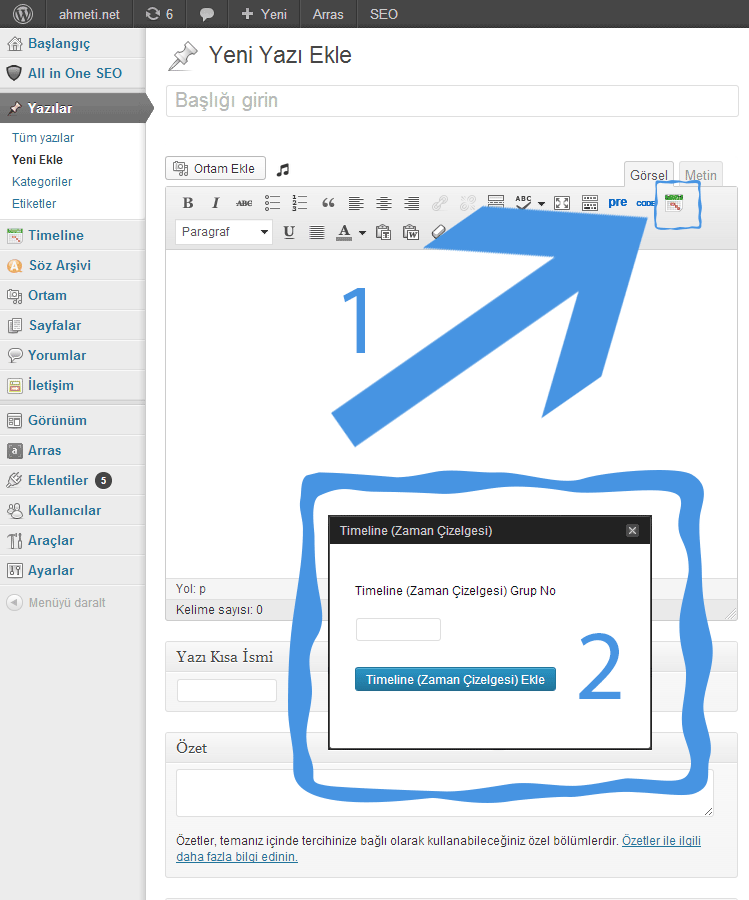 ahmeti.net 6 Yeni Arras SEO
Başlangıç
All in One SEO
Yazılar
Tüm yazılar
Yeni Ekle
Kategoriler
Etiketler
Timeline
Söz Arşivi
Ortam
Sayfalar
Yorumlar
İletişim
Görünüm
a Arras
Eklentiler 5
Kullanıcılar
Araçlar
Ayarlar
Menüyü daralt
Yeni Yazı Ekle
Başlığı girin
Ortam Ekle
Görsel Metin
B I ABC ABC pre CODE
Paragraf U A
1
Timeline (Zaman Çizelgesi)
Timeline (Zaman Çizelgesi) Grup No
Timeline (Zaman Çizelgesi) Ekle
2
Yol: p
Kelime sayısı: 0
Yazı Kısa İsmi
Özet
Özetler, temanız içinde tercihinize bağlı olarak kullanabileceğiniz özel bölümlerdir. Özetler ile ilgili
daha fazla bilgi edinin.